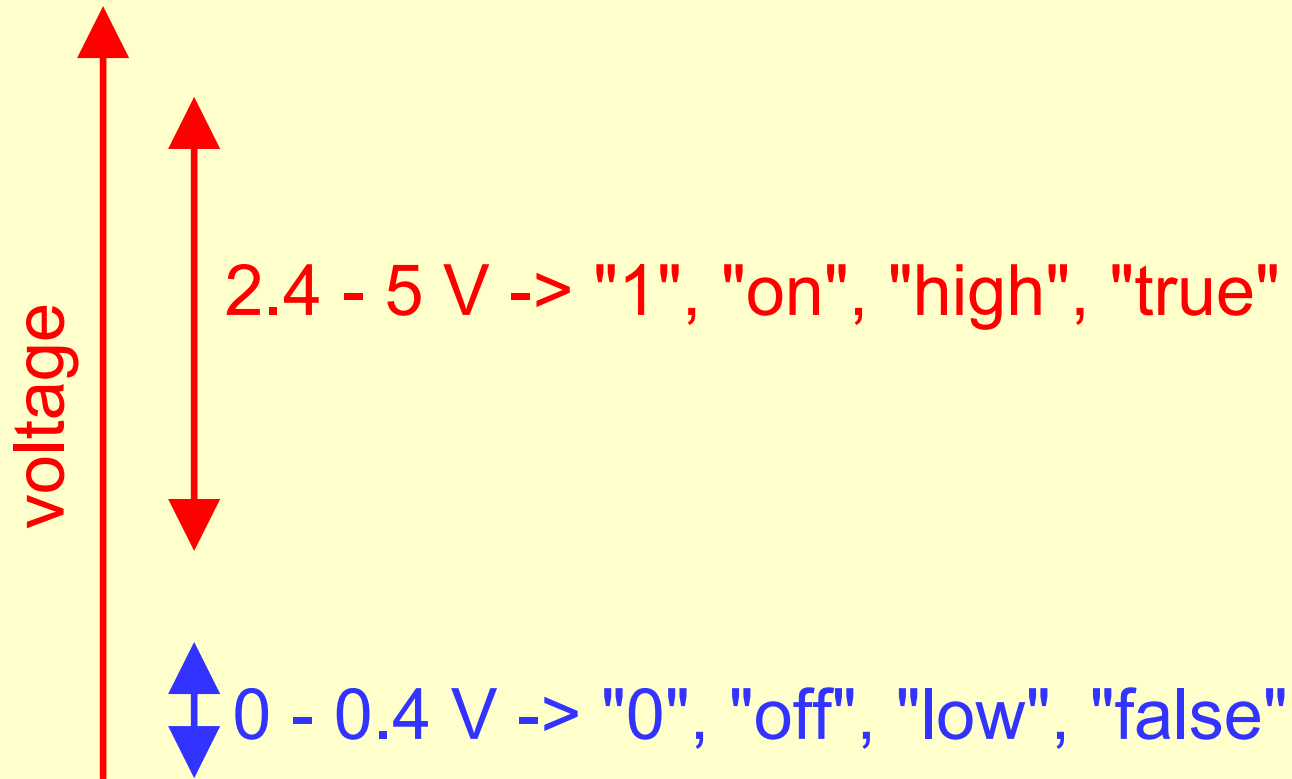 voltage
2.4 - 5 V -> "1", "on", "high", "true"
0 - 0.4 V -> "0", "off", "low", "false"